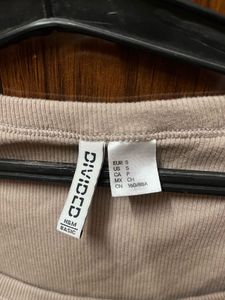 DIVIDED
H&M
BASIC
EUR S
US S
CA P
MX CH
CN 160/88A